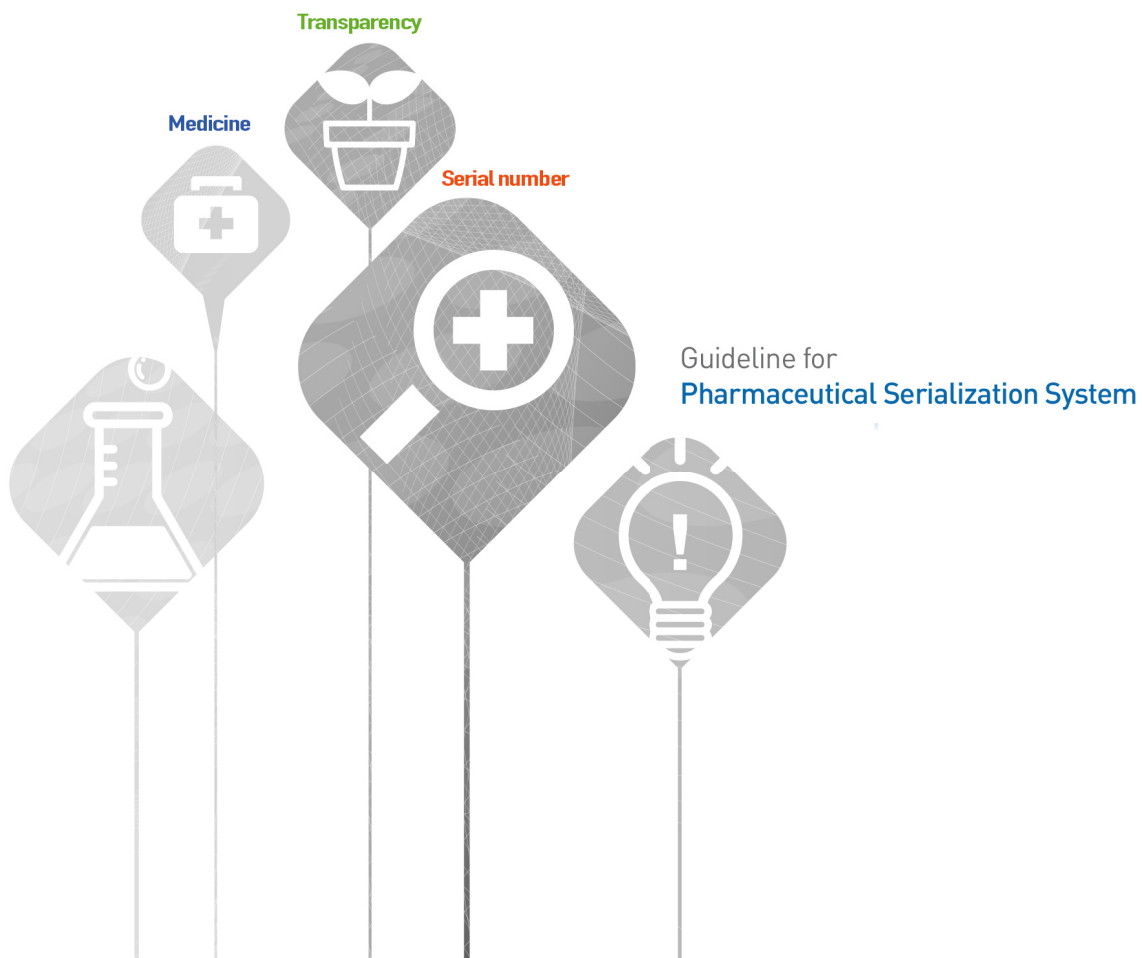 Transparency
Medicine
Serial number
Guideline for
Pharmaceutical Serialization System
!